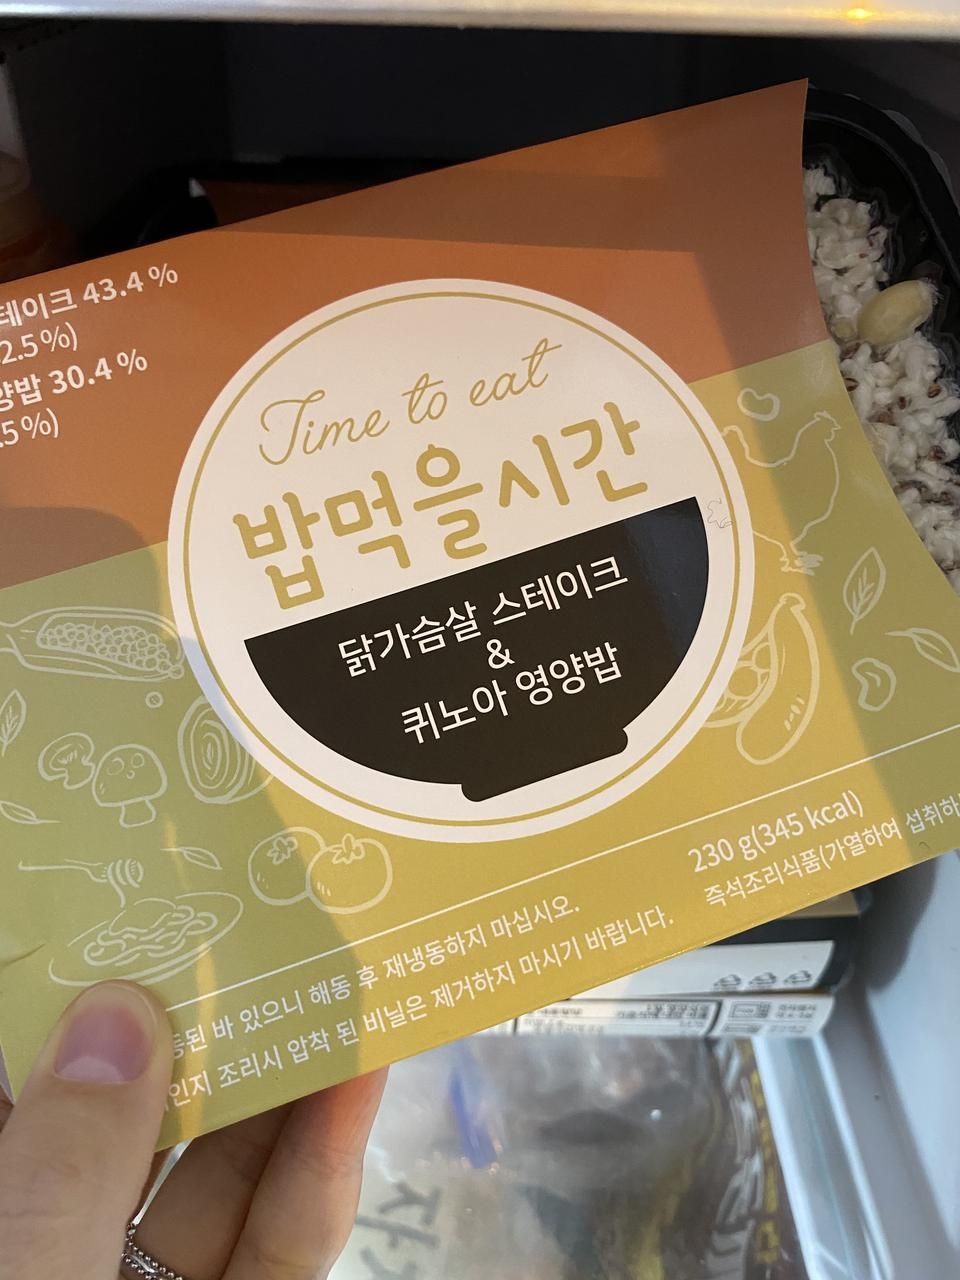 테이크 43.4 %
2.5 %)
양밥 30.4 %
.5 %)
Time to eat
밥먹을시간
닭가슴살 스테이크
&
퀴노아 영양밥
230 g(345 kcal)
즉석조리식품(가열하여 섭취하
동된 바 있으니 해동 후 재냉동하지 마십시오.
인지 조리시 압착 된 비닐은 제거하지 마시기 바랍니다.